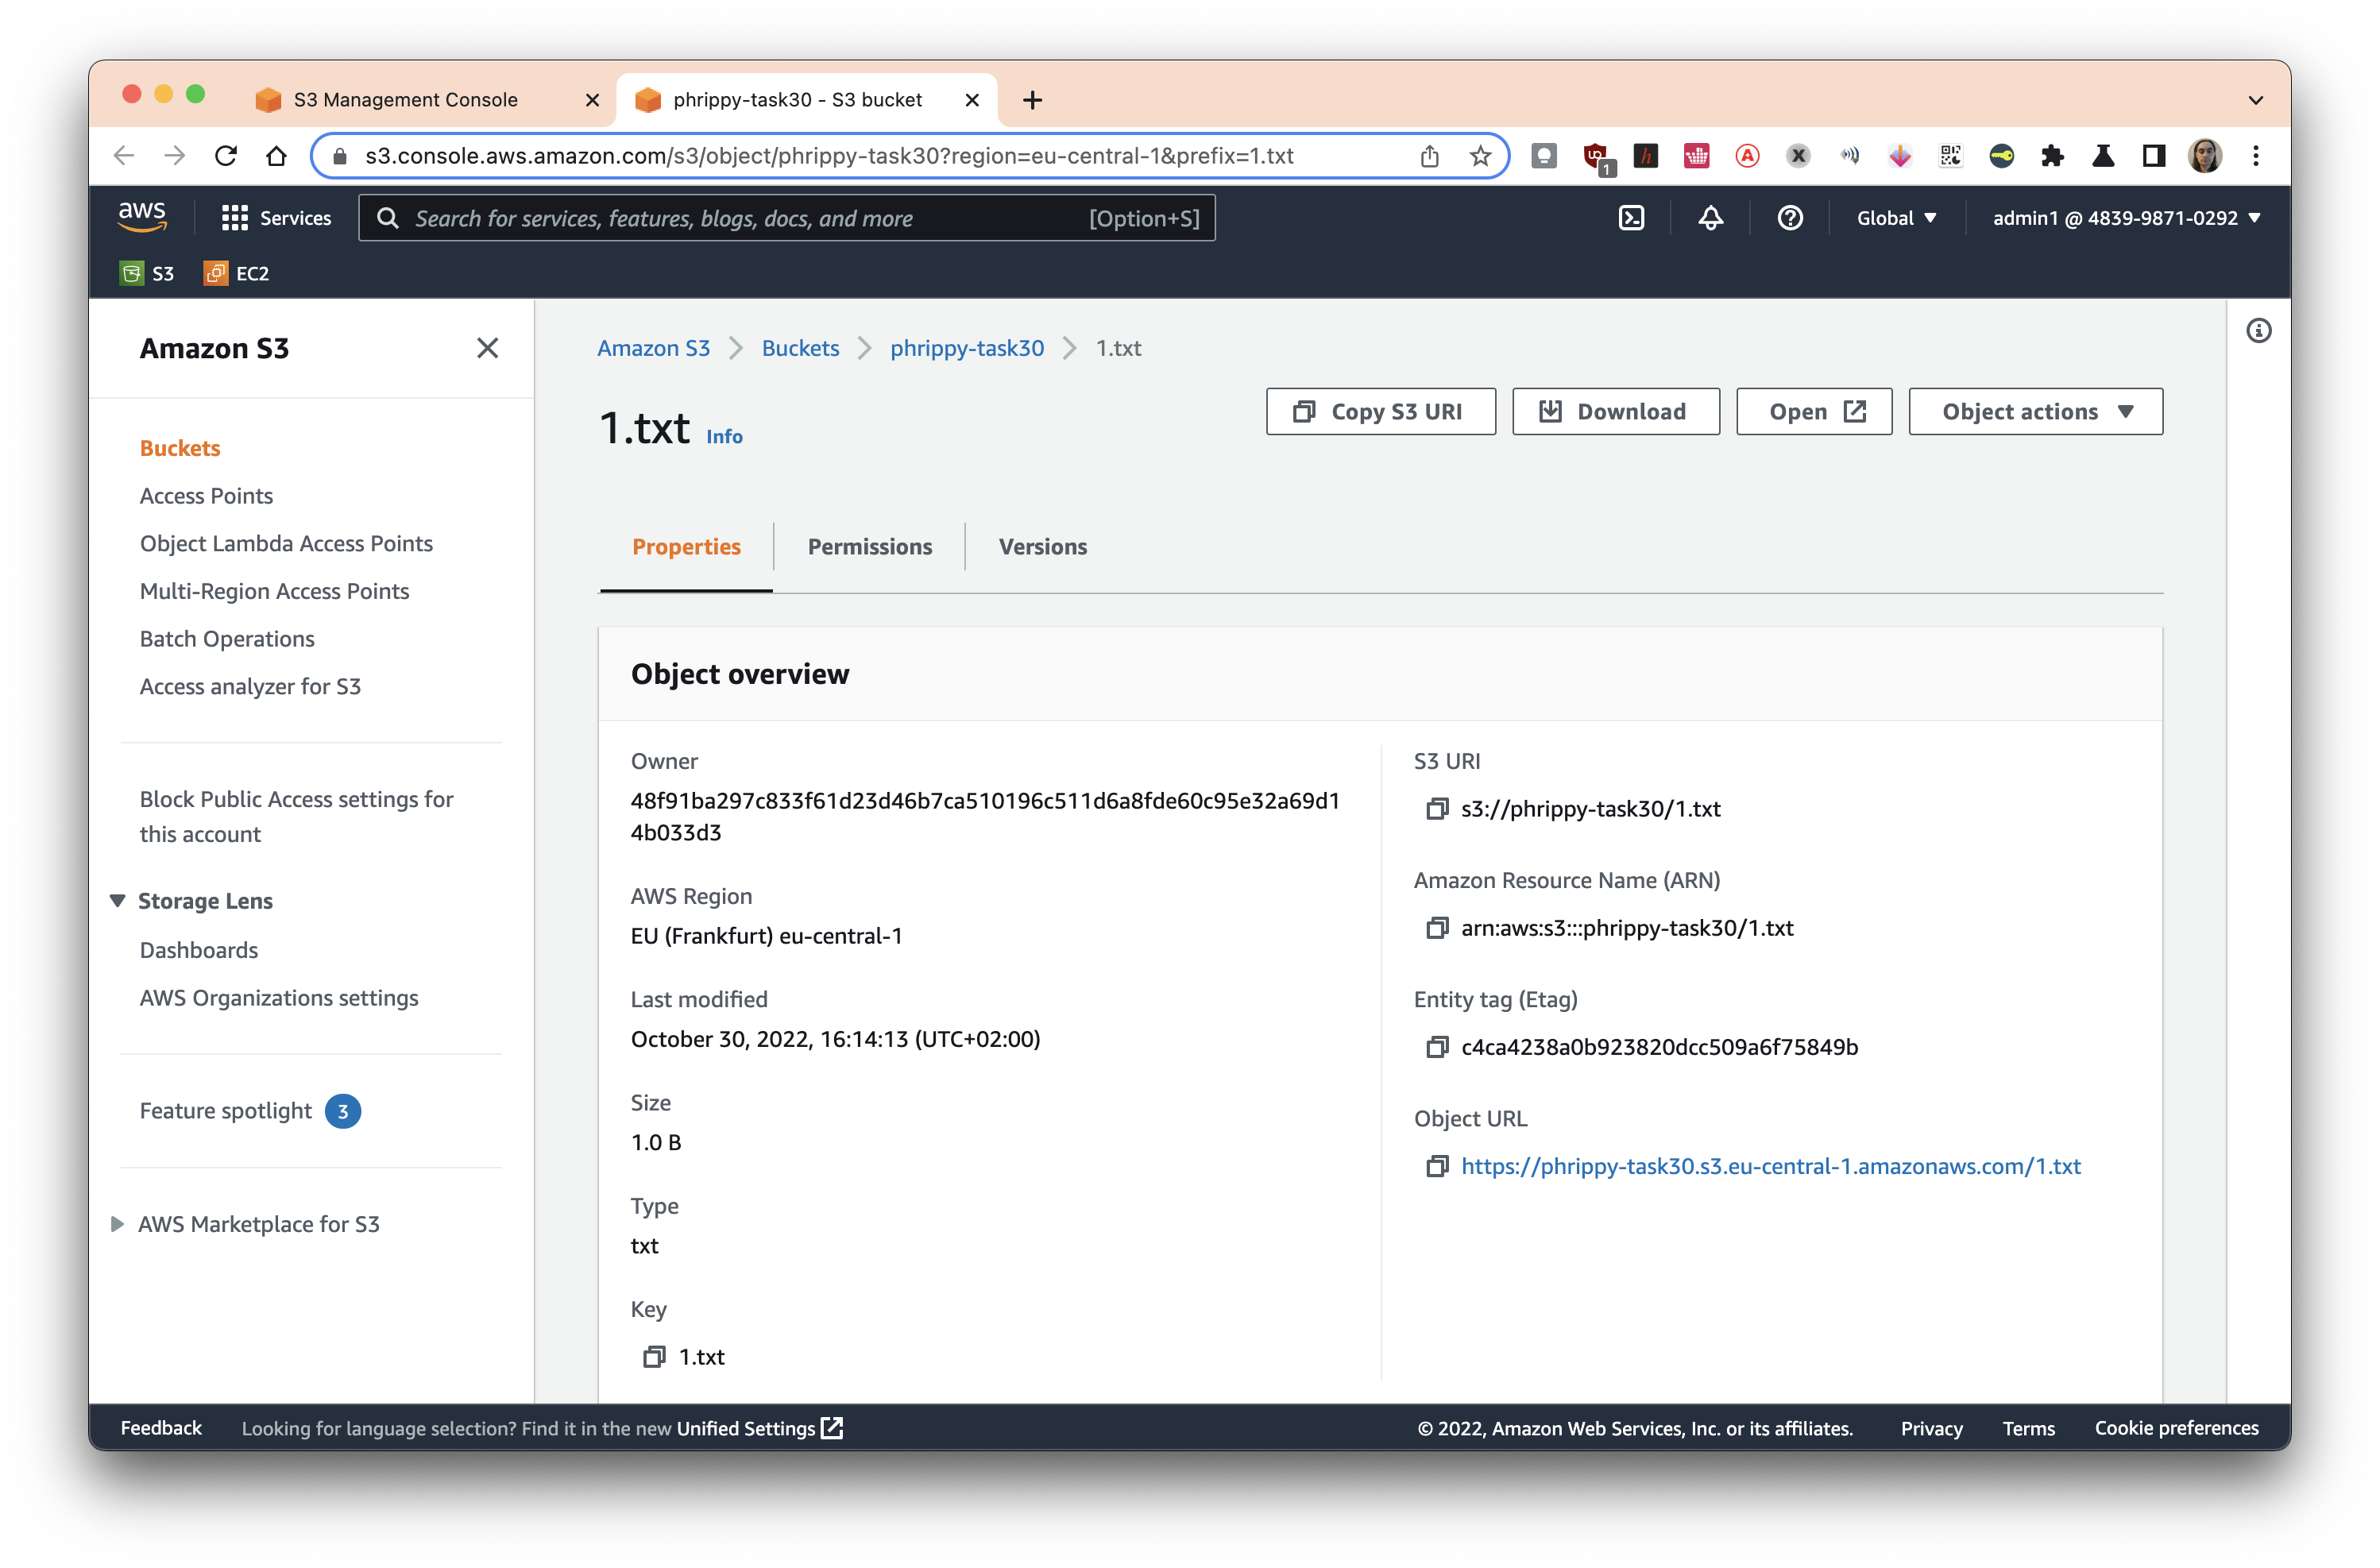 S3 Management Console
phrippy-task30 - S3 bucket
s3.console.aws.amazon.com/s3/object/phrippy-task30?region=eu-central-1&prefix=1.txt
1
aws
Services
Search for services, features, blogs, docs, and more
[Option+S]
Global
admin1 @ 4839-9871-0292
S3
EC2
Amazon S3
Buckets
Access Points
Object Lambda Access Points
Multi-Region Access Points
Batch Operations
Access analyzer for S3
Block Public Access settings for
this account
Storage Lens
Dashboards
AWS Organizations settings
Feature spotlight 3
AWS Marketplace for S3
Amazon S3
Buckets
phrippy-task30
1.txt
1.txt Info
Copy S3 URI
Download
Open
Object actions
Properties
Permissions
Versions
Object overview
Owner
48f91ba297c833f61d23d46b7ca510196c511d6a8fde60c95e32a69d1
4b033d3
AWS Region
EU (Frankfurt) eu-central-1
Last modified
October 30, 2022, 16:14:13 (UTC+02:00)
Size
1.0 B
Type
txt
Key
1.txt
S3 URI
s3://phrippy-task30/1.txt
Amazon Resource Name (ARN)
arn:aws:s3:::phrippy-task30/1.txt
Entity tag (Etag)
c4ca4238a0b923820dcc509a6f75849b
Object URL
https://phrippy-task30.s3.eu-central-1.amazonaws.com/1.txt
Feedback
Looking for language selection? Find it in the new Unified Settings
© 2022, Amazon Web Services, Inc. or its affiliates.
Privacy
Terms
Cookie preferences